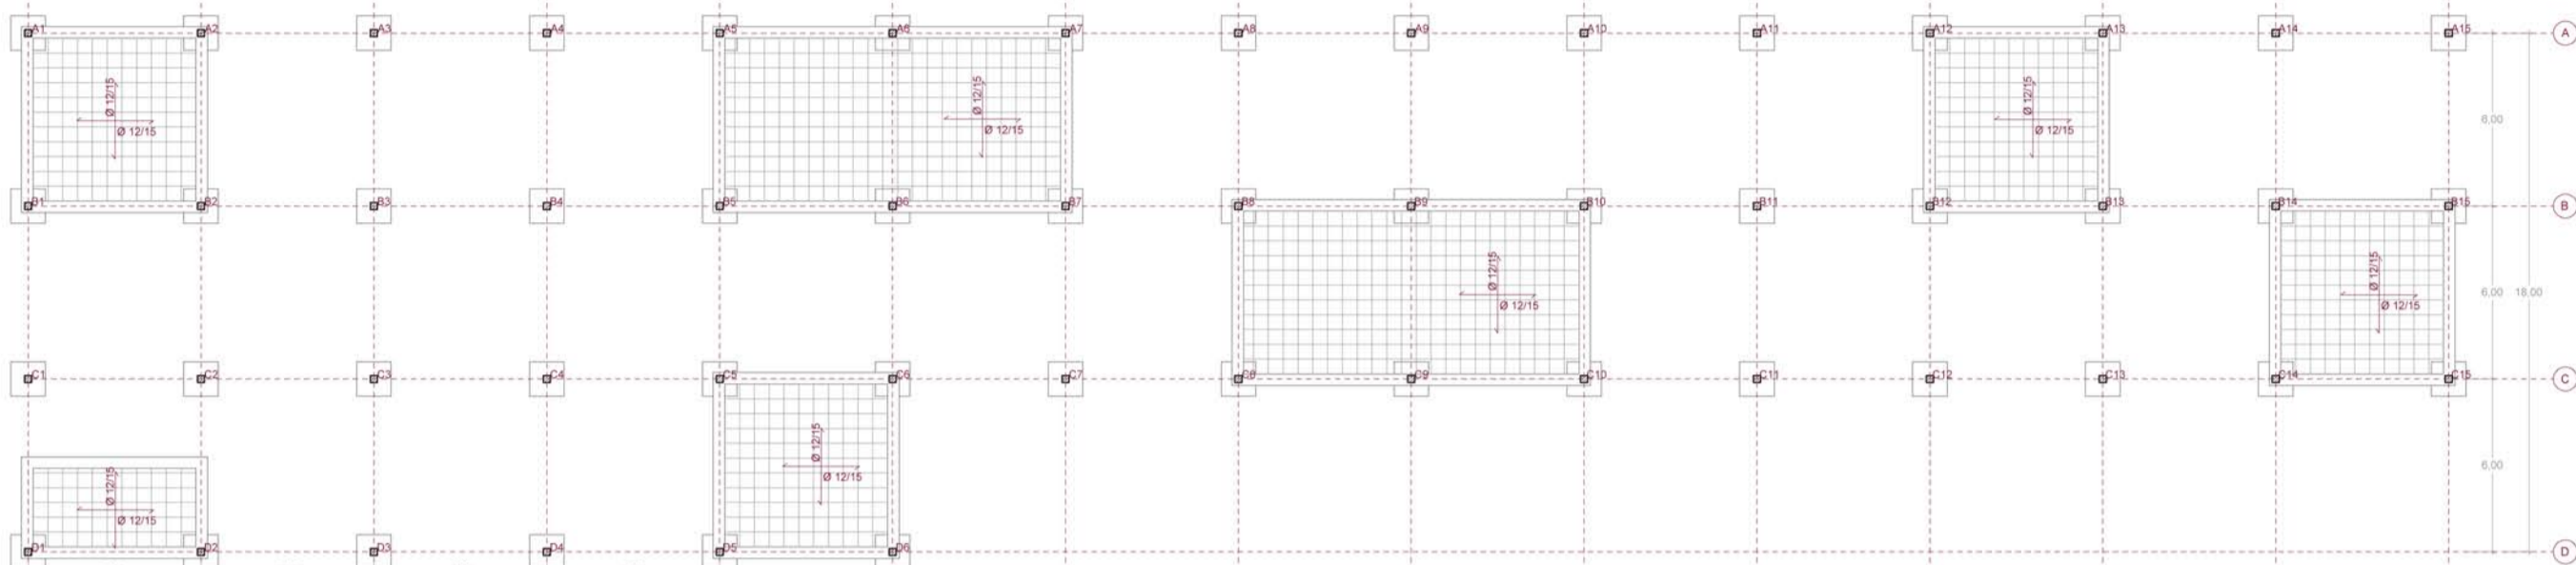 A1 A2 A3 A4 A5 A6 A7 A8 A9 A10 A11 A12 A13 A14 A15 A
Ø 12/15 Ø 12/15 Ø 12/15
Ø 12/15 Ø 12/15 Ø 12/15
6,00
B1 B2 B3 B4 B5 B6 B7 B8 B9 B10 B11 B12 B13 B14 B15 B
Ø 12/15 Ø 12/15
Ø 12/15 Ø 12/15
6,00 18,00
C1 C2 C3 C4 C5 C6 C7 C8 C9 C10 C11 C12 C13 C14 C15 C
Ø 12/15
Ø 12/15
6,00
Ø 12/15
Ø 12/15
D1 D2 D3 D4 D5 D6 D